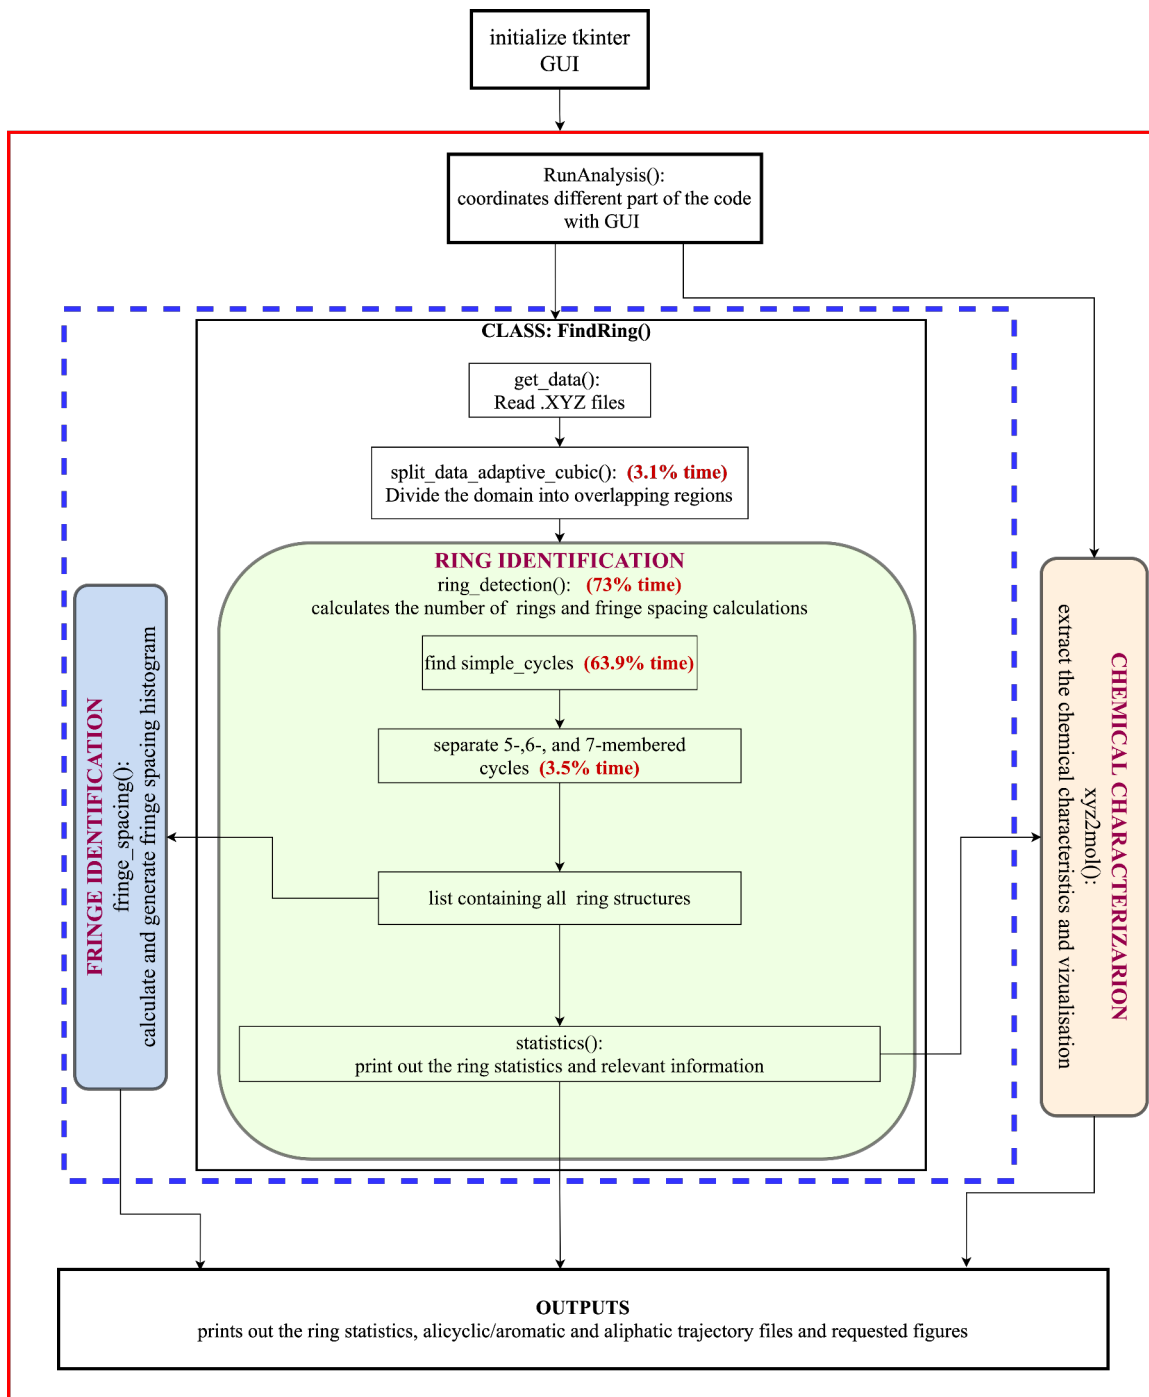 initialize tkinter
GUI
RunAnalysis():
coordinates different part of the code
with GUI
CLASS: FindRing()
get_data():
Read .XYZ files
split_data_adaptive_cubic(): (3.1% time)
Divide the domain into overlapping regions
RING IDENTIFICATION
ring_detection(): (73% time)
calculates the number of rings and fringe spacing calculations
find simple_cycles (63.9% time)
separate 5-,6-, and 7-membered
cycles (3.5% time)
list containing all ring structures
statistics():
print out the ring statistics and relevant information
FRINGE IDENTIFICATION
fringe_spacing():
calculate and generate fringe spacing histogram
CHEMICAL CHARACTERIZARION
xyz2mol():
extract the chemical characteristics and vizualisation
OUTPUTS
prints out the ring statistics, alicyclic/aromatic and aliphatic trajectory files and requested figures